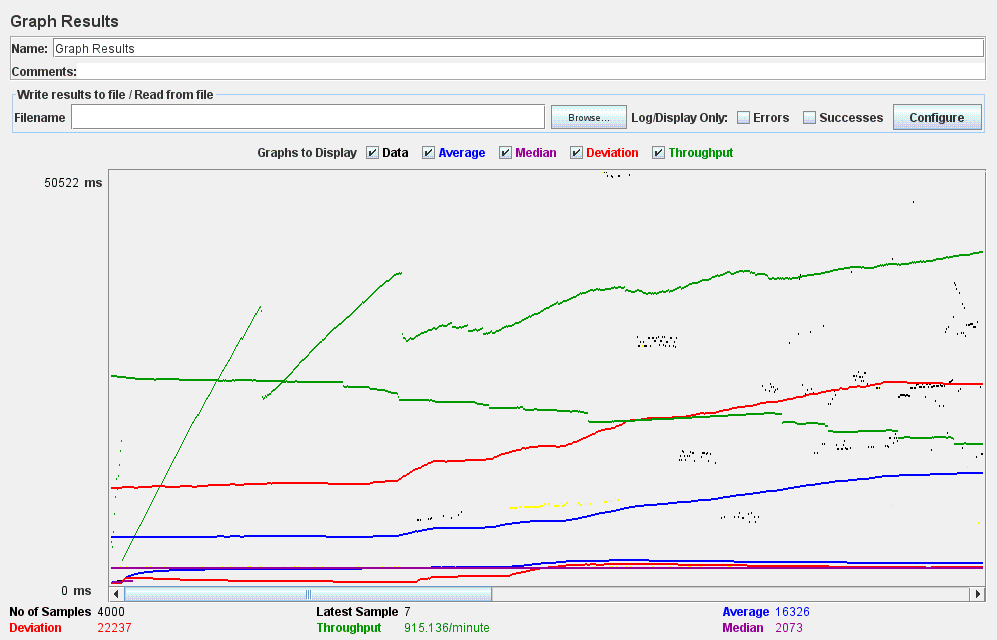 Graph Results
Name: Graph Results
Comments:
Write results to file / Read from file
Filename Browse... Log/Display Only: Errors Successes Configure
Graphs to Display Data Average Median Deviation Throughput
50522 ms
0 ms
No of Samples 4000 Latest Sample 7 Average 16326
Deviation 22237 Throughput 915.136/minute Median 2073